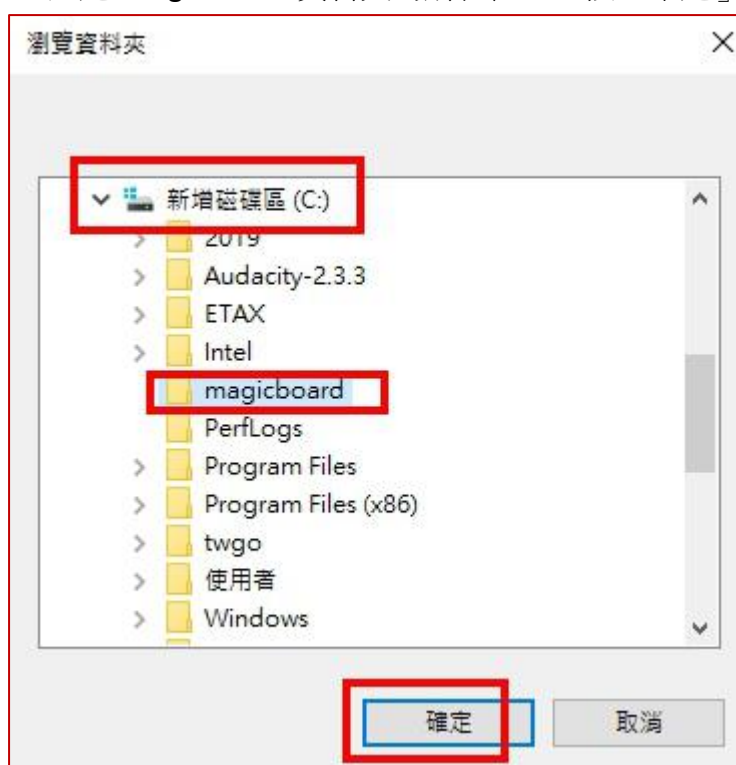 瀏覽資料夾
新增磁碟區 (C:)
2019
Audacity-2.3.3
ETAX
Intel
magicboard
PerfLogs
Program Files
Program Files (x86)
twgo
使用者
Windows
確定
取消